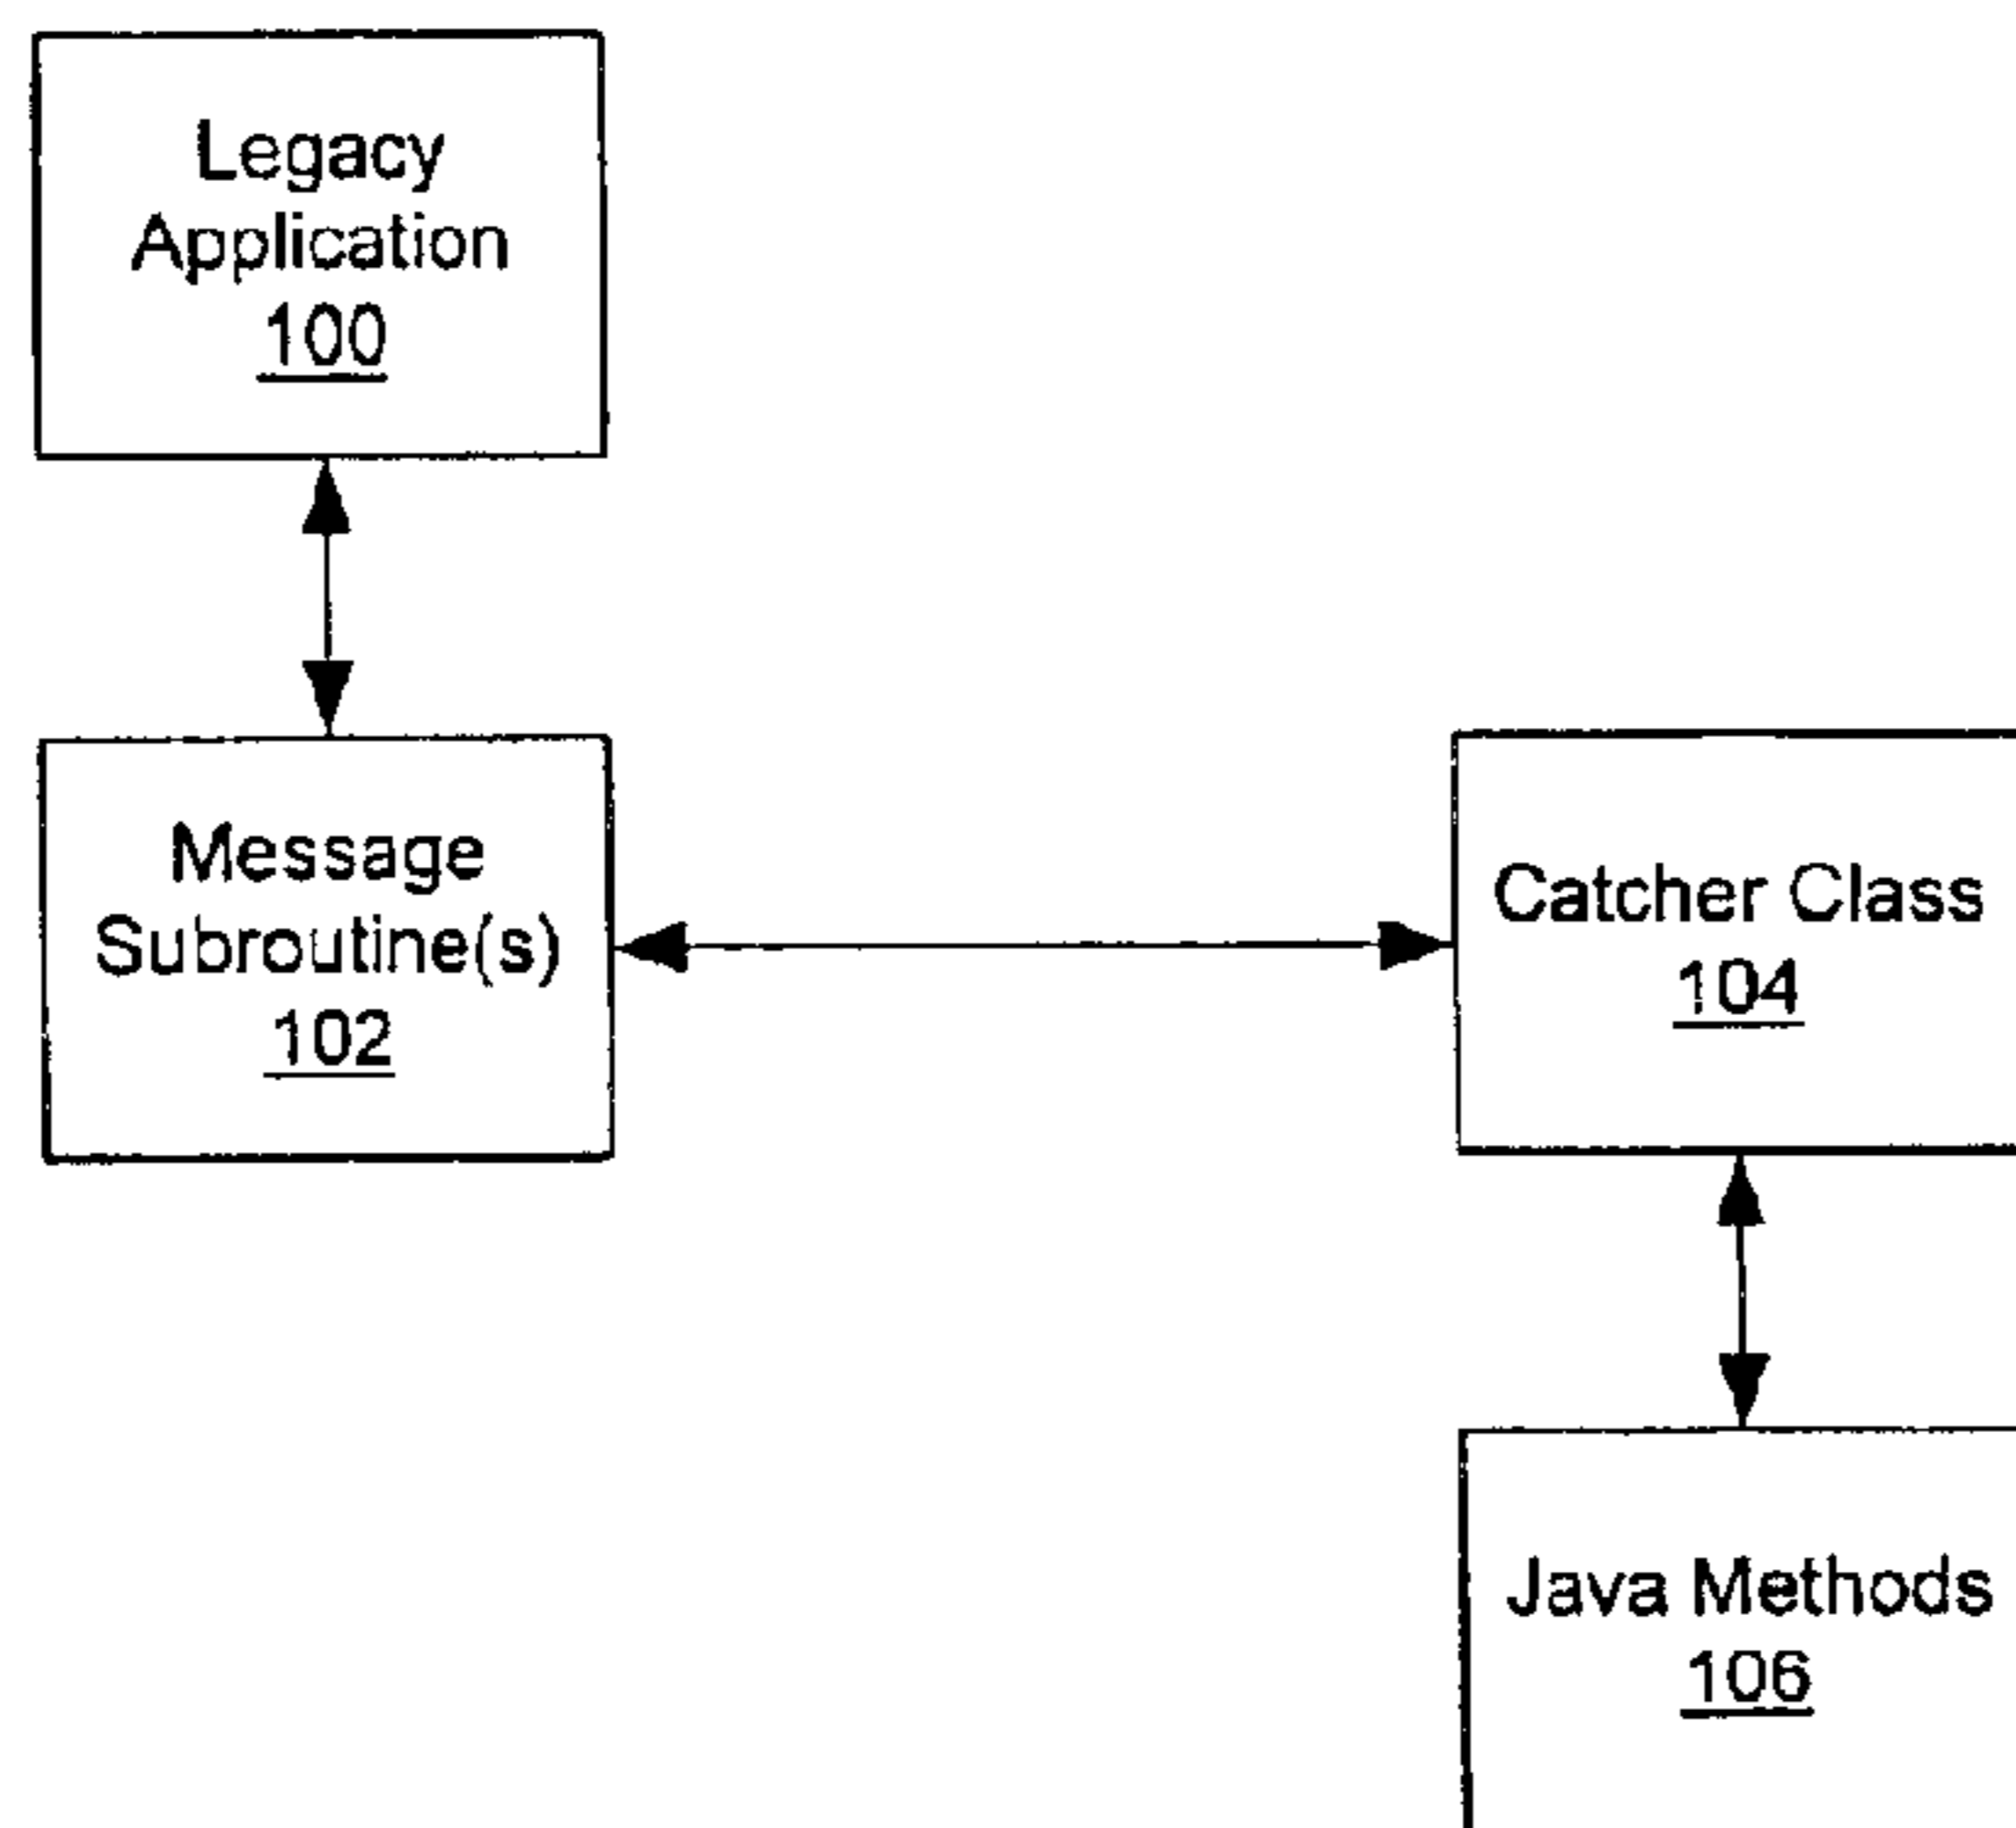 Legacy
Application
100
Message
Subroutine(s)
102
Catcher Class
104
Java Methods
106